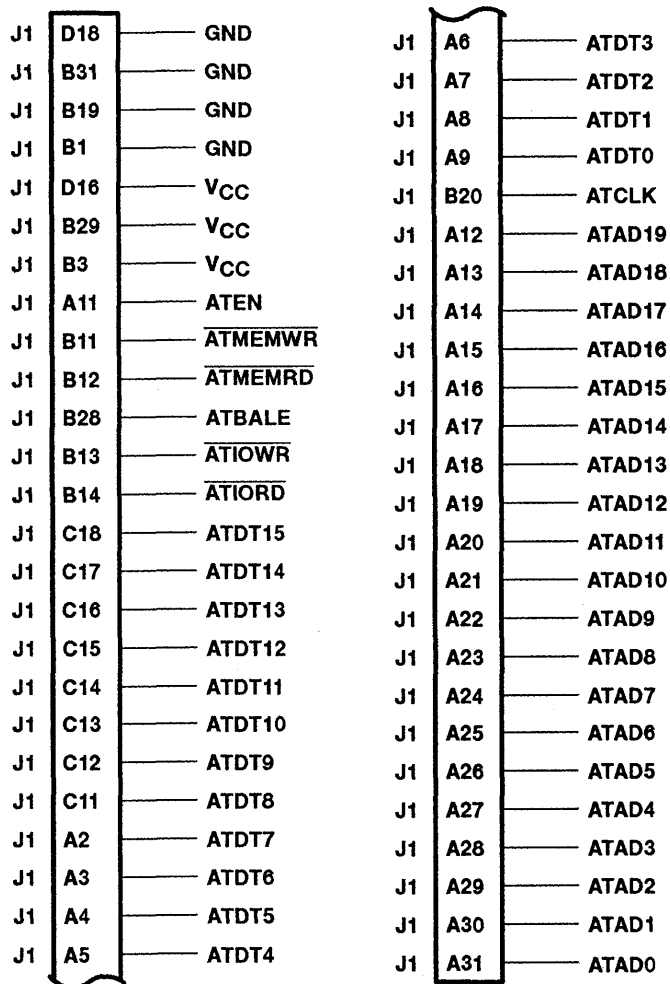 J1 D18 GND
J1 B31 GND
J1 B19 GND
J1 B1 GND
J1 D16 VCC
J1 B29 VCC
J1 B3 VCC
J1 A11 ATEN
J1 B11 ATMEMWR
J1 B12 ATMEMRD
J1 B28 ATBALE
J1 B13 ATIOWR
J1 B14 ATIORD
J1 C18 ATDT15
J1 C17 ATDT14
J1 C16 ATDT13
J1 C15 ATDT12
J1 C14 ATDT11
J1 C13 ATDT10
J1 C12 ATDT9
J1 C11 ATDT8
J1 A2 ATDT7
J1 A3 ATDT6
J1 A4 ATDT5
J1 A5 ATDT4
J1 A6 ATDT3
J1 A7 ATDT2
J1 A8 ATDT1
J1 A9 ATDT0
J1 B20 ATCLK
J1 A12 ATAD19
J1 A13 ATAD18
J1 A14 ATAD17
J1 A15 ATAD16
J1 A16 ATAD15
J1 A17 ATAD14
J1 A18 ATAD13
J1 A19 ATAD12
J1 A20 ATAD11
J1 A21 ATAD10
J1 A22 ATAD9
J1 A23 ATAD8
J1 A24 ATAD7
J1 A25 ATAD6
J1 A26 ATAD5
J1 A27 ATAD4
J1 A28 ATAD3
J1 A29 ATAD2
J1 A30 ATAD1
J1 A31 ATAD0